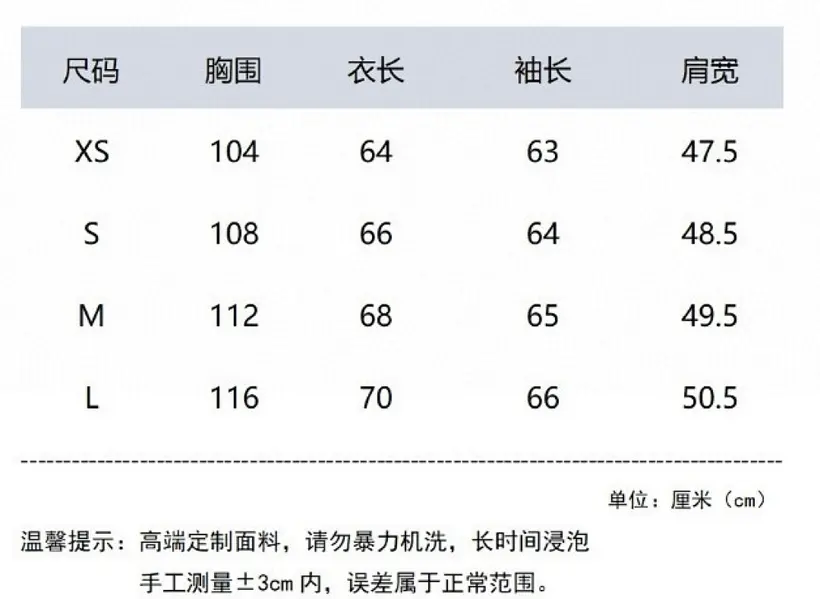 尺码 胸围 衣长 袖长 肩宽
XS 104 64 63 47.5
S 108 66 64 48.5
M 112 68 65 49.5
L 116 70 66 50.5
单位：厘米（cm）
温馨提示：高端定制面料，请勿暴力机洗，长时间浸泡
手工测量±3cm内，误差属于正常范围。